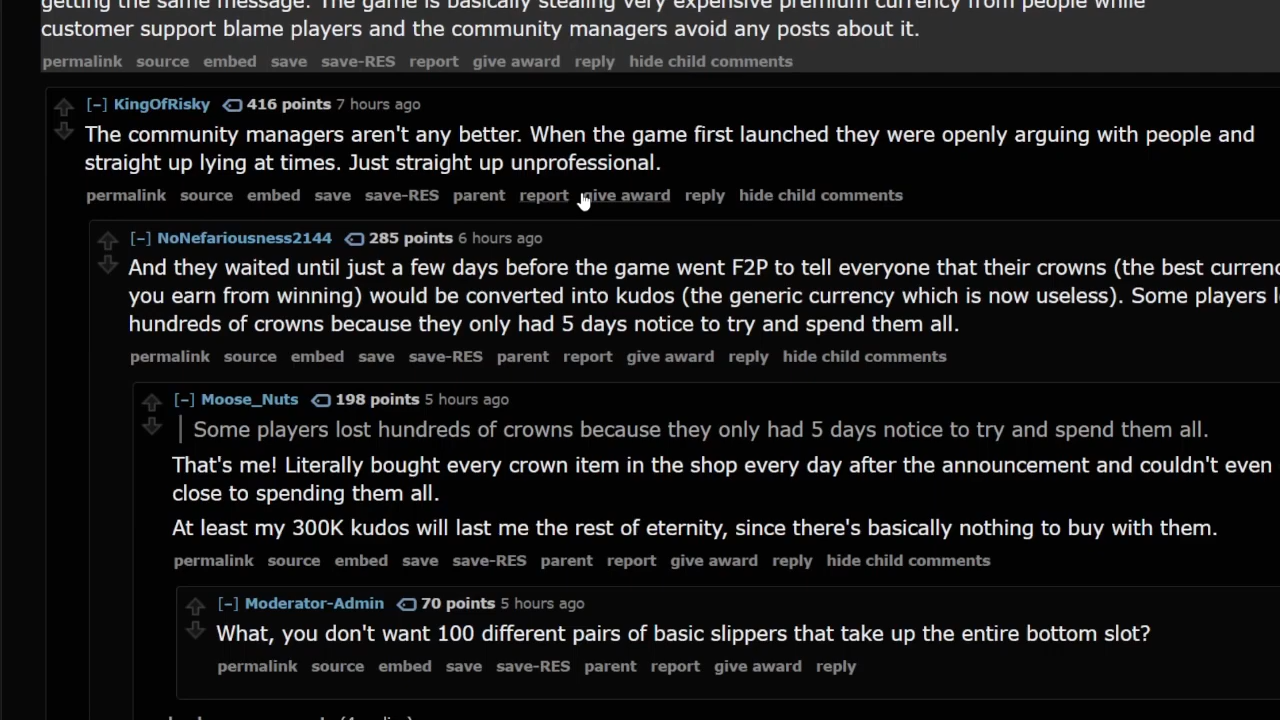 getting the same message. The game is basically stealing very expensive premium currency from people while
customer support blame players and the community managers avoid any posts about it.
permalink source embed save save-RES report give award reply hide child comments
[–] KingOfRisky 416 points 7 hours ago
The community managers aren't any better. When the game first launched they were openly arguing with people and
straight up lying at times. Just straight up unprofessional.
permalink source embed save save-RES parent report give award reply hide child comments
[–] NoNefariousness2144 285 points 6 hours ago
And they waited until just a few days before the game went F2P to tell everyone that their crowns (the best
you earn from winning) would be converted into kudos (the generic currency which is now useless). Some players
hundreds of crowns because they only had 5 days notice to try and spend them all.
permalink source embed save save-RES parent report give award reply hide child comments
[–] Moose_Nuts 198 points 5 hours ago
Some players lost hundreds of crowns because they only had 5 days notice to try and spend them all.
That's me! Literally bought every crown item in the shop every day after the announcement and couldn't even
close to spending them all.
At least my 300K kudos will last me the rest of eternity, since there's basically nothing to buy with them.
permalink source embed save save-RES parent report give award reply hide child comments
[–] Moderator-Admin 70 points 5 hours ago
What, you don't want 100 different pairs of basic slippers that take up the entire bottom slot?
permalink source embed save save-RES parent report give award reply